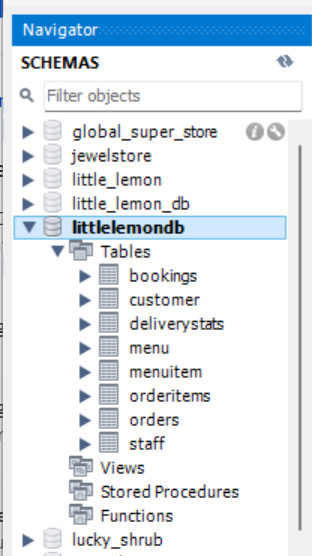 Navigator
SCHEMAS
Filter objects
global_super_store
jewelstore
little_lemon
little_lemon_db
littlelemondb
Tables
bookings
customer
deliverystats
menu
menuitem
orderitems
orders
staff
Views
Stored Procedures
Functions
lucky_shrub